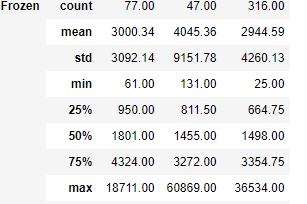 Frozen count 77.00 47.00 316.00
mean 3000.34 4045.36 2944.59
std 3092.14 9151.78 4260.13
min 61.00 131.00 25.00
25% 950.00 811.50 664.75
50% 1801.00 1455.00 1498.00
75% 4324.00 3272.00 3354.75
max 18711.00 60869.00 36534.00